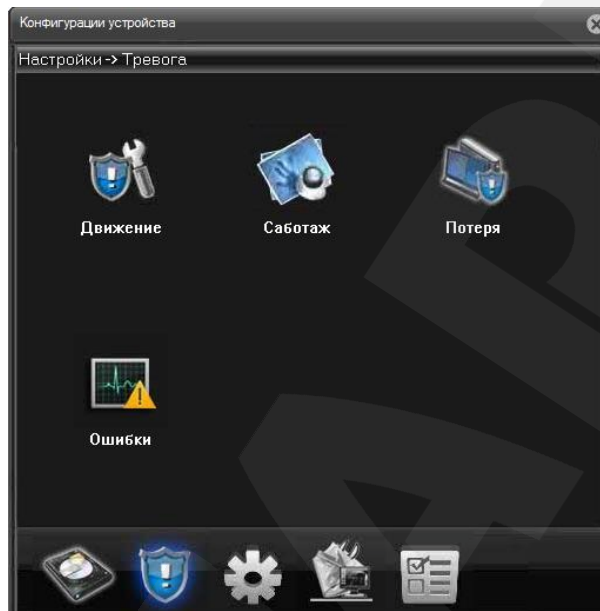 Конфигурации устройства
Настройки-> Тревога
Движение
Саботаж
Потеря
Ошибки